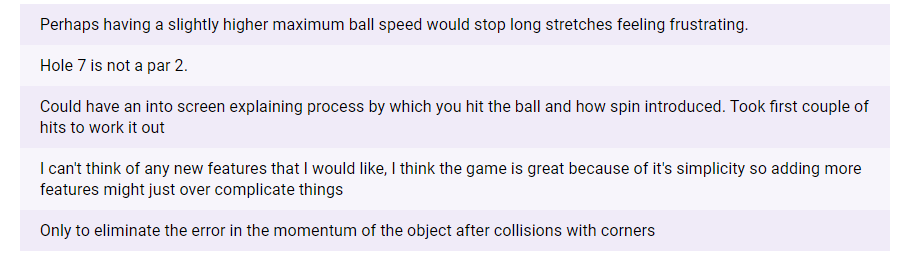 Perhaps having a slightly higher maximum ball speed would stop long stretches feeling frustrating.
Hole 7 is not a par 2.
Could have an into screen explaining process by which you hit the ball and how spin introduced. Took first couple of
hits to work it out
I can't think of any new features that I would like, I think the game is great because of it's simplicity so adding more
features might just over complicate things
Only to eliminate the error in the momentum of the object after collisions with corners